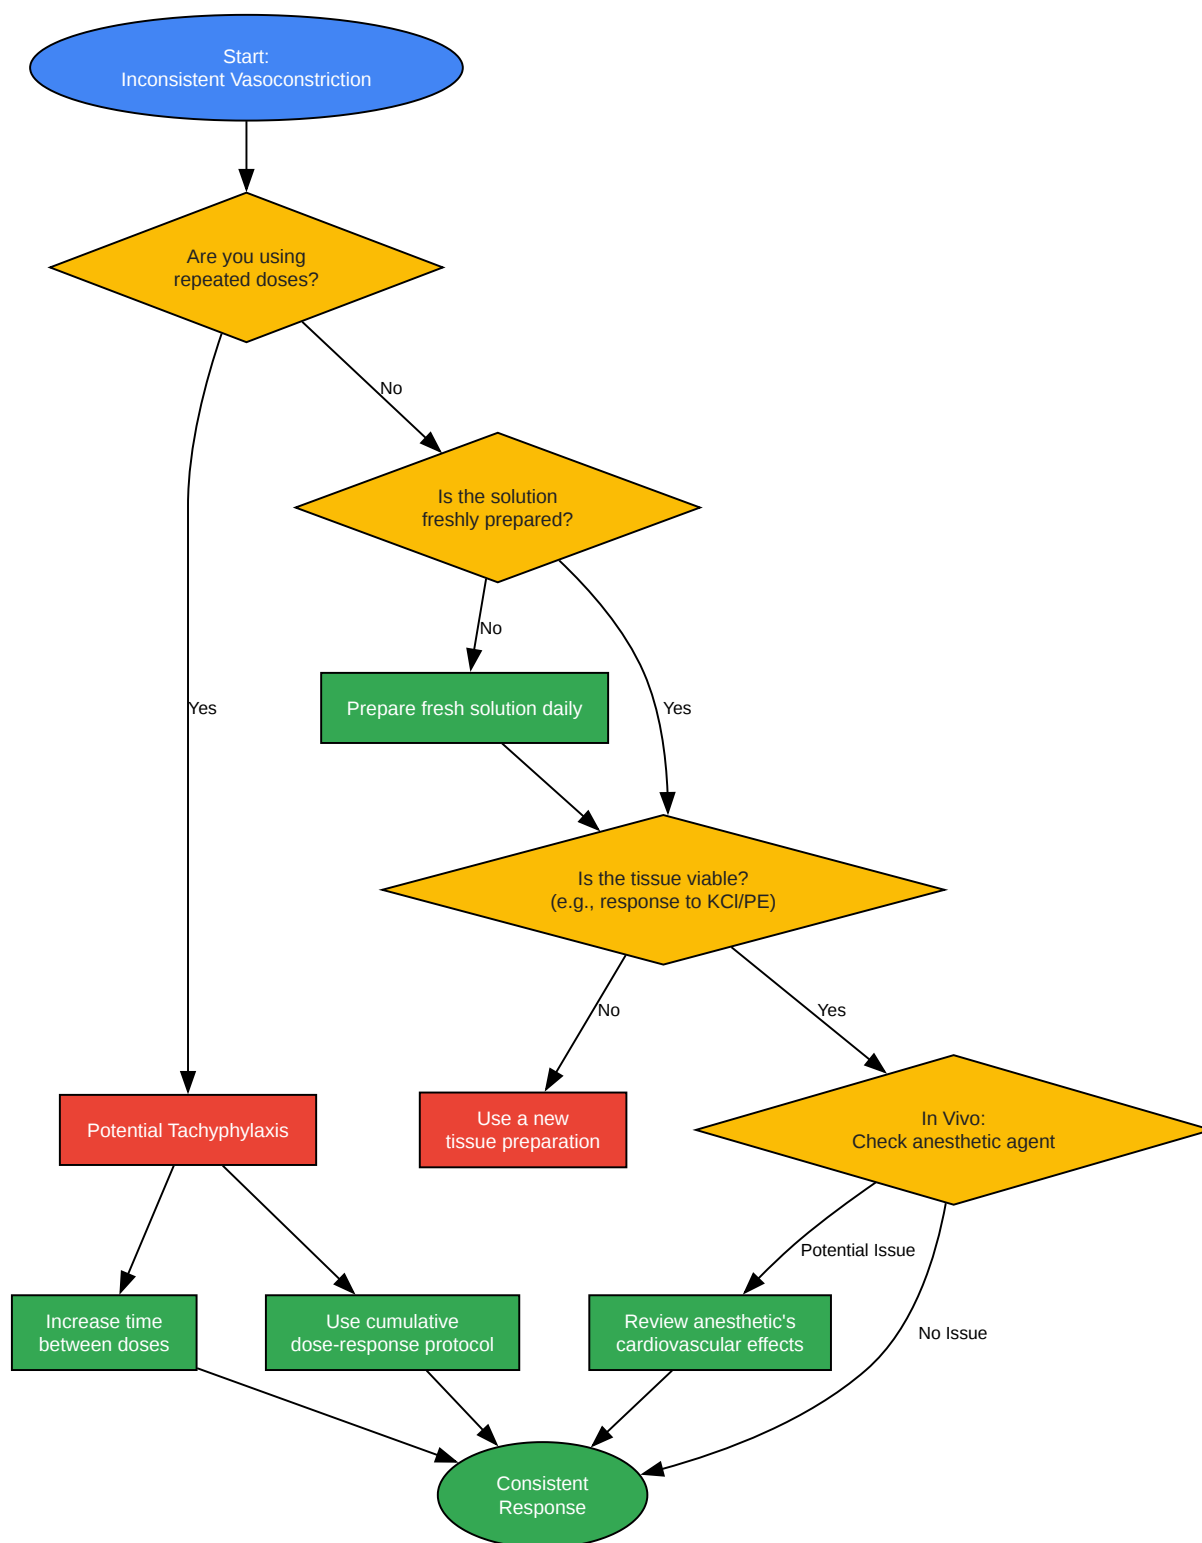 Start:
Inconsistent Vasoconstriction
Are you using
repeated doses?
No
Is the solution
freshly prepared?
No
Prepare fresh solution daily
Yes
Yes
Is the tissue viable?
(e.g., response to KCl/PE)
No
Yes
Potential Tachyphylaxis
Use a new
tissue preparation
In Vivo:
Check anesthetic agent
Potential Issue
Increase time
between doses
Use cumulative
dose-response protocol
Review anesthetic's
cardiovascular effects
No Issue
Consistent
Response